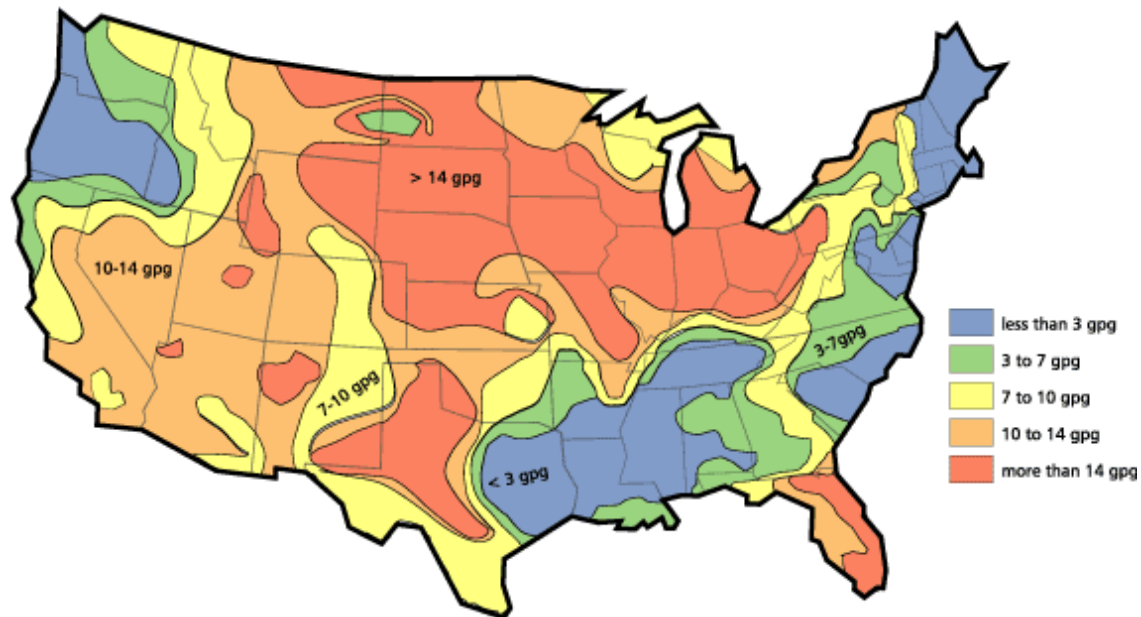 > 14 gpg
10-14 gpg
7-10 gpg
3-7gpg
< 3 gpg
less than 3 gpg
3 to 7 gpg
7 to 10 gpg
10 to 14 gpg
more than 14 gpg